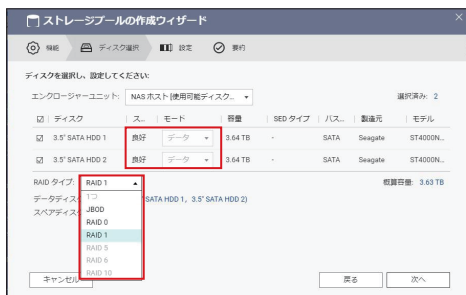 ストレージプールの作成ウィザード
機能 ディスク選択 設定 要約
ディスクを選択し、設定してください:
エンクロージャーユニット: NAS ホスト [使用可能ディスク... 選択済み: 2
ディスク ス... モード 容量 SED タイプ バス... 製造元 モデル
3.5" SATA HDD 1 良好 データ 3.64 TB - SATA Seagate ST4000N...
3.5" SATA HDD 2 良好 データ 3.64 TB - SATA Seagate ST4000N...
RAID タイプ: RAID 1 概算容量: 3.63 TB
データディスク SATA HDD 1, 3.5" SATA HDD 2)
スペアディスク
1つ
JBOD
RAID 0
RAID 1
RAID 5
RAID 6
RAID 10
キャンセル 戻る 次へ